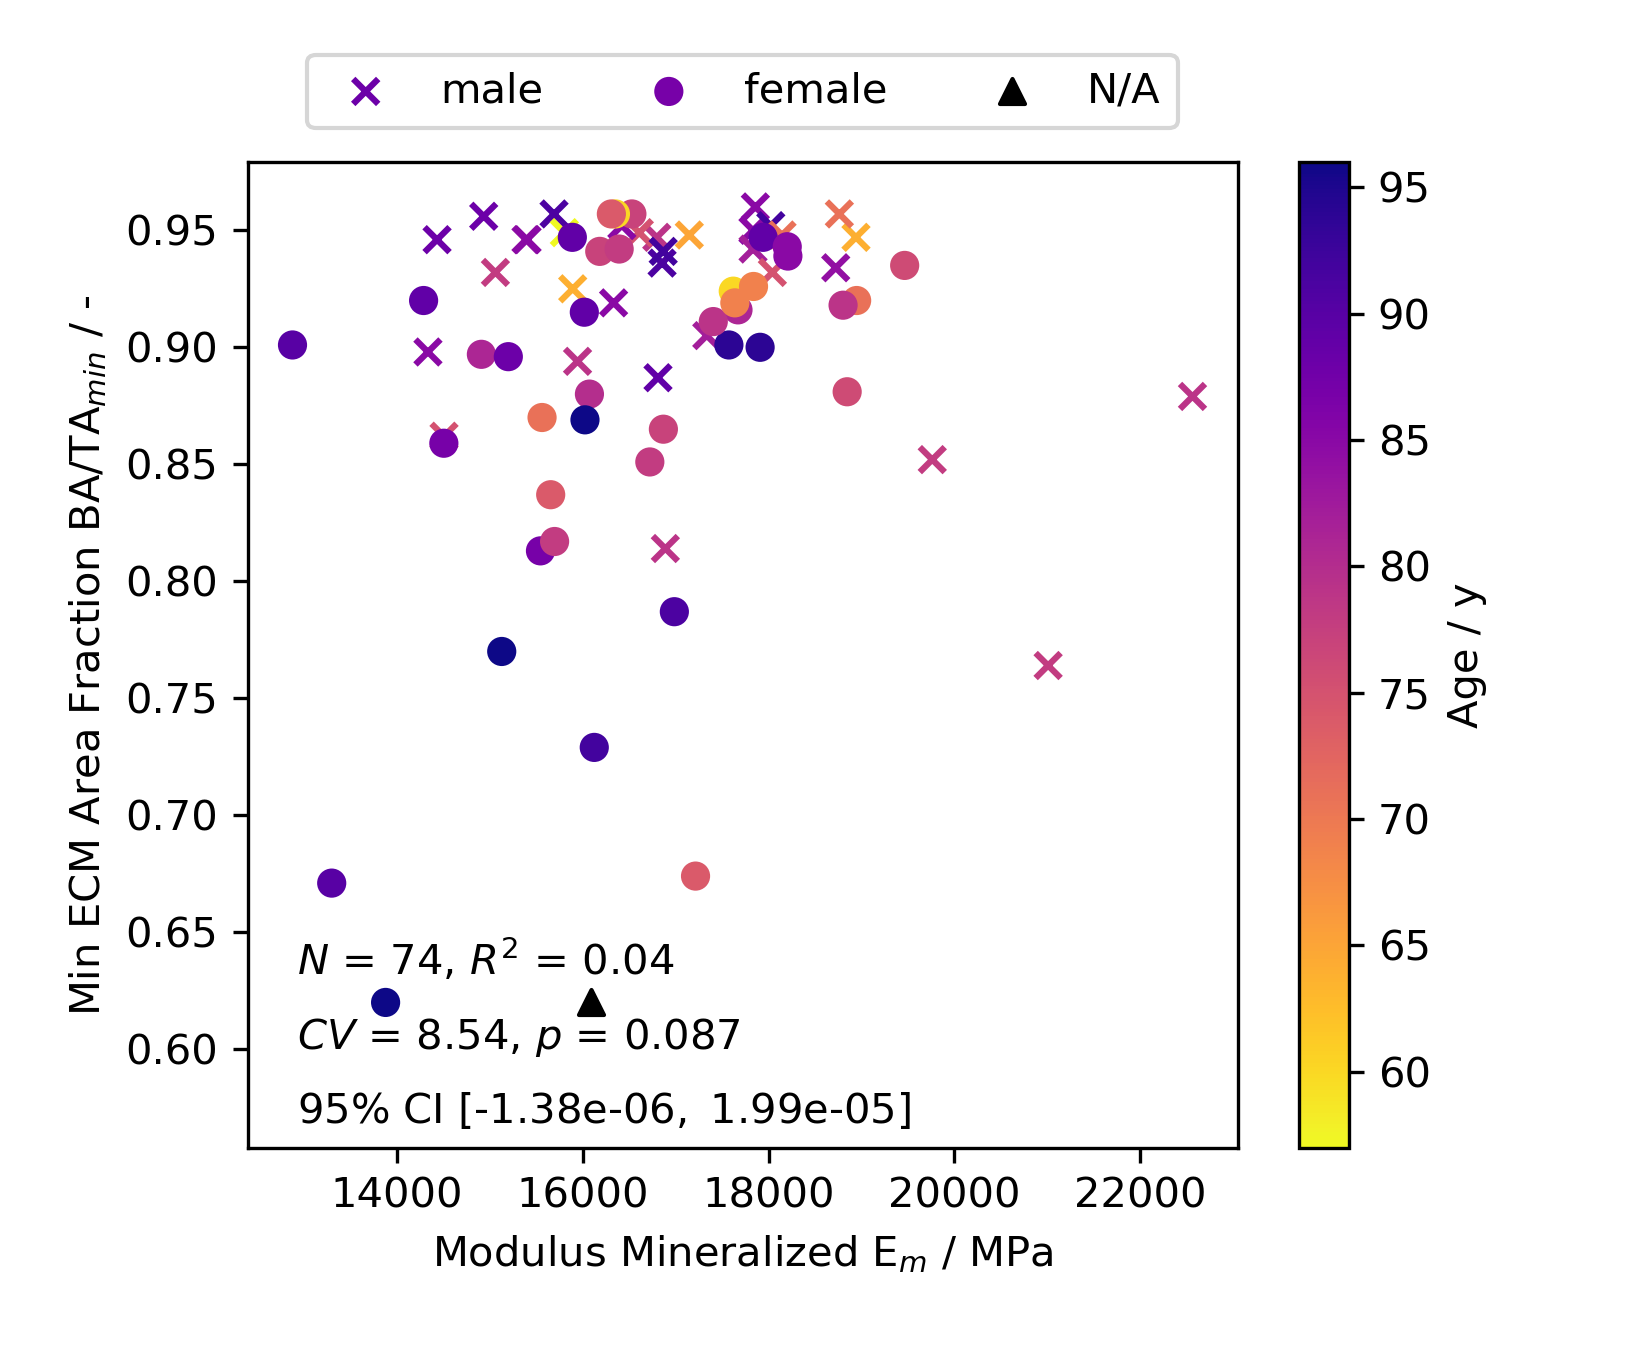 male female N/A
0.95
0.90
0.85
0.80
0.75
0.70
0.65
0.60
Min ECM Area Fraction BA/TA_min / -
N = 74, R² = 0.04
CV = 8.54, p = 0.087
95% CI [-1.38e-06, 1.99e-05]
14000 16000 18000 20000 22000
Modulus Mineralized E_m / MPa
95
90
85
80
75
70
65
60
Age / y